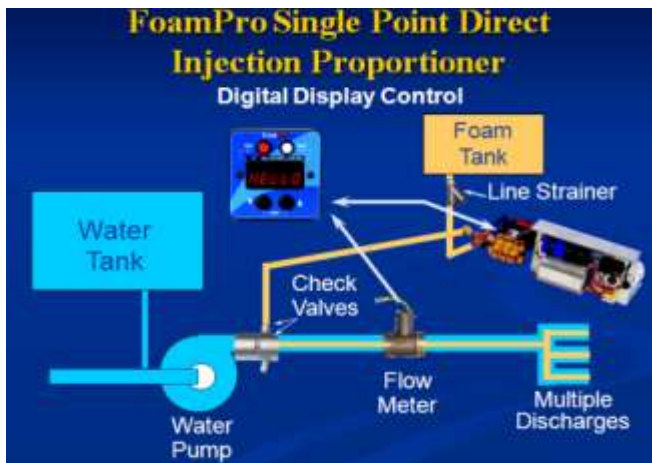 FoamPro Single Point Direct
Injection Proportioner
Digital Display Control
Foam
Tank
Line Strainer
Water
Tank
Check
Valves
Flow
Meter
Multiple
Discharges
Water
Pump